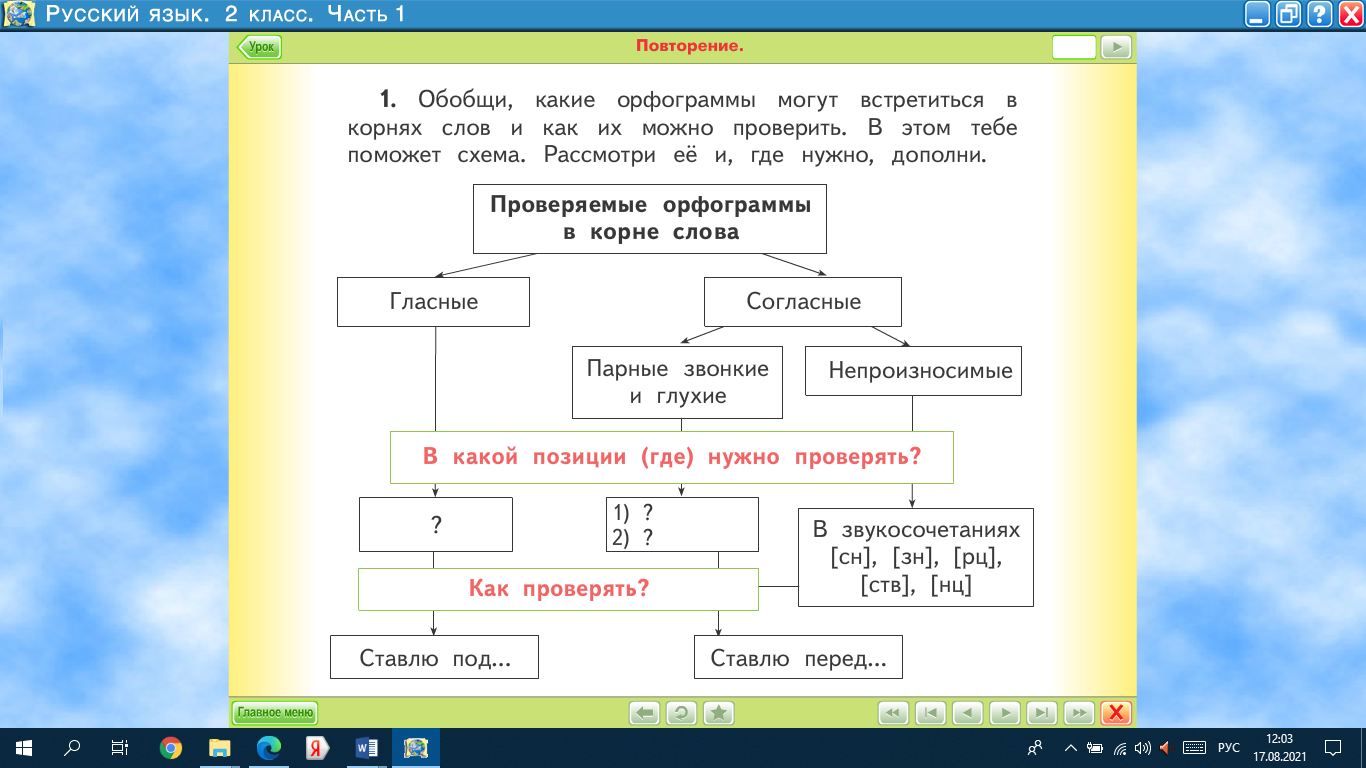 Русский язык. 2 класс. Часть 1
Урок
Повторение.
1. Обобщи, какие орфограммы могут встретиться в
корнях слов и как их можно проверить. В этом тебе
поможет схема. Рассмотри её и, где нужно, дополни.
Проверяемые орфограммы
в корне слова
Гласные
Согласные
Парные звонкие
и глухие
Непроизносимые
В какой позиции (где) нужно проверять?
?
1) ?
2) ?
В звукосочетаниях
[сн], [зн], [рц],
[ств], [нц]
Как проверять?
Ставлю под...
Ставлю перед...
Главное меню
РУС
12:03
17.08.2021